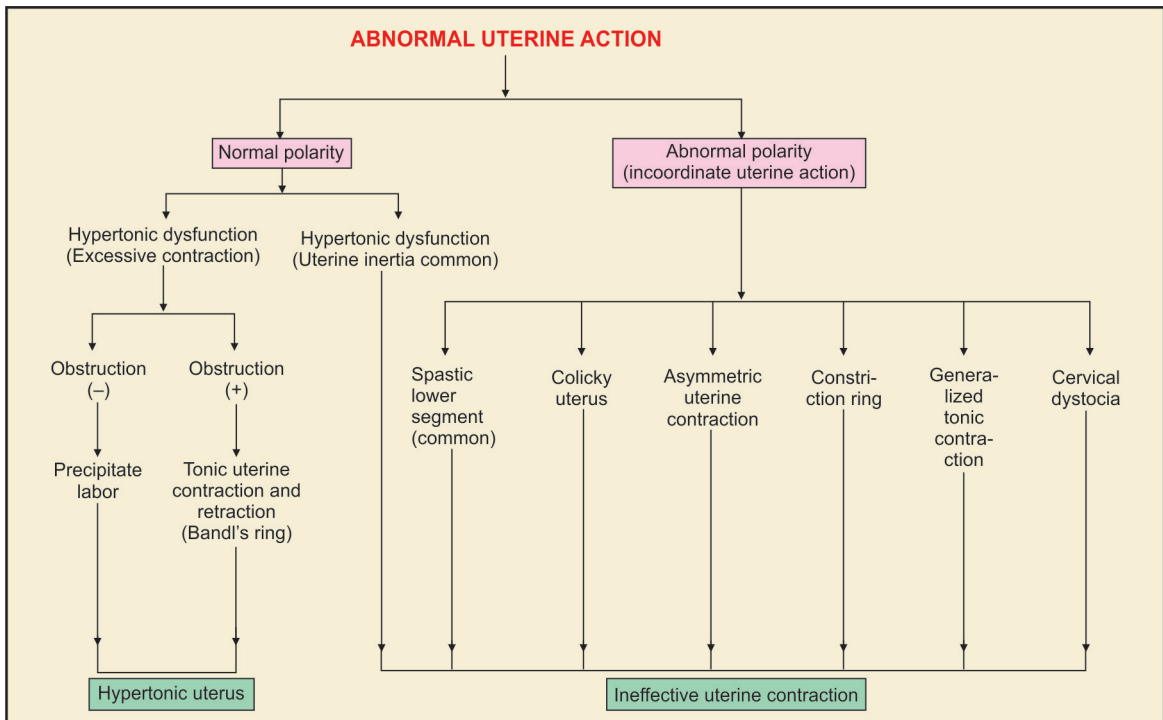 ABNORMAL UTERINE ACTION
Normal polarity
Abnormal polarity
(incoordinate uterine action)
Hypertonic dysfunction
(Excessive contraction)
Hypertonic dysfunction
(Uterine inertia common)
Obstruction
(–)
Obstruction
(+)
Spastic
lower
segment
(common)
Colicky
uterus
Asymmetric
uterine
contraction
Constri-
ction ring
Genera-
lized
tonic
contra-
ction
Cervical
dystocia
Precipitate
labor
Tonic uterine
contraction and
retraction
(Bandl's ring)
Hypertonic uterus
Ineffective uterine contraction